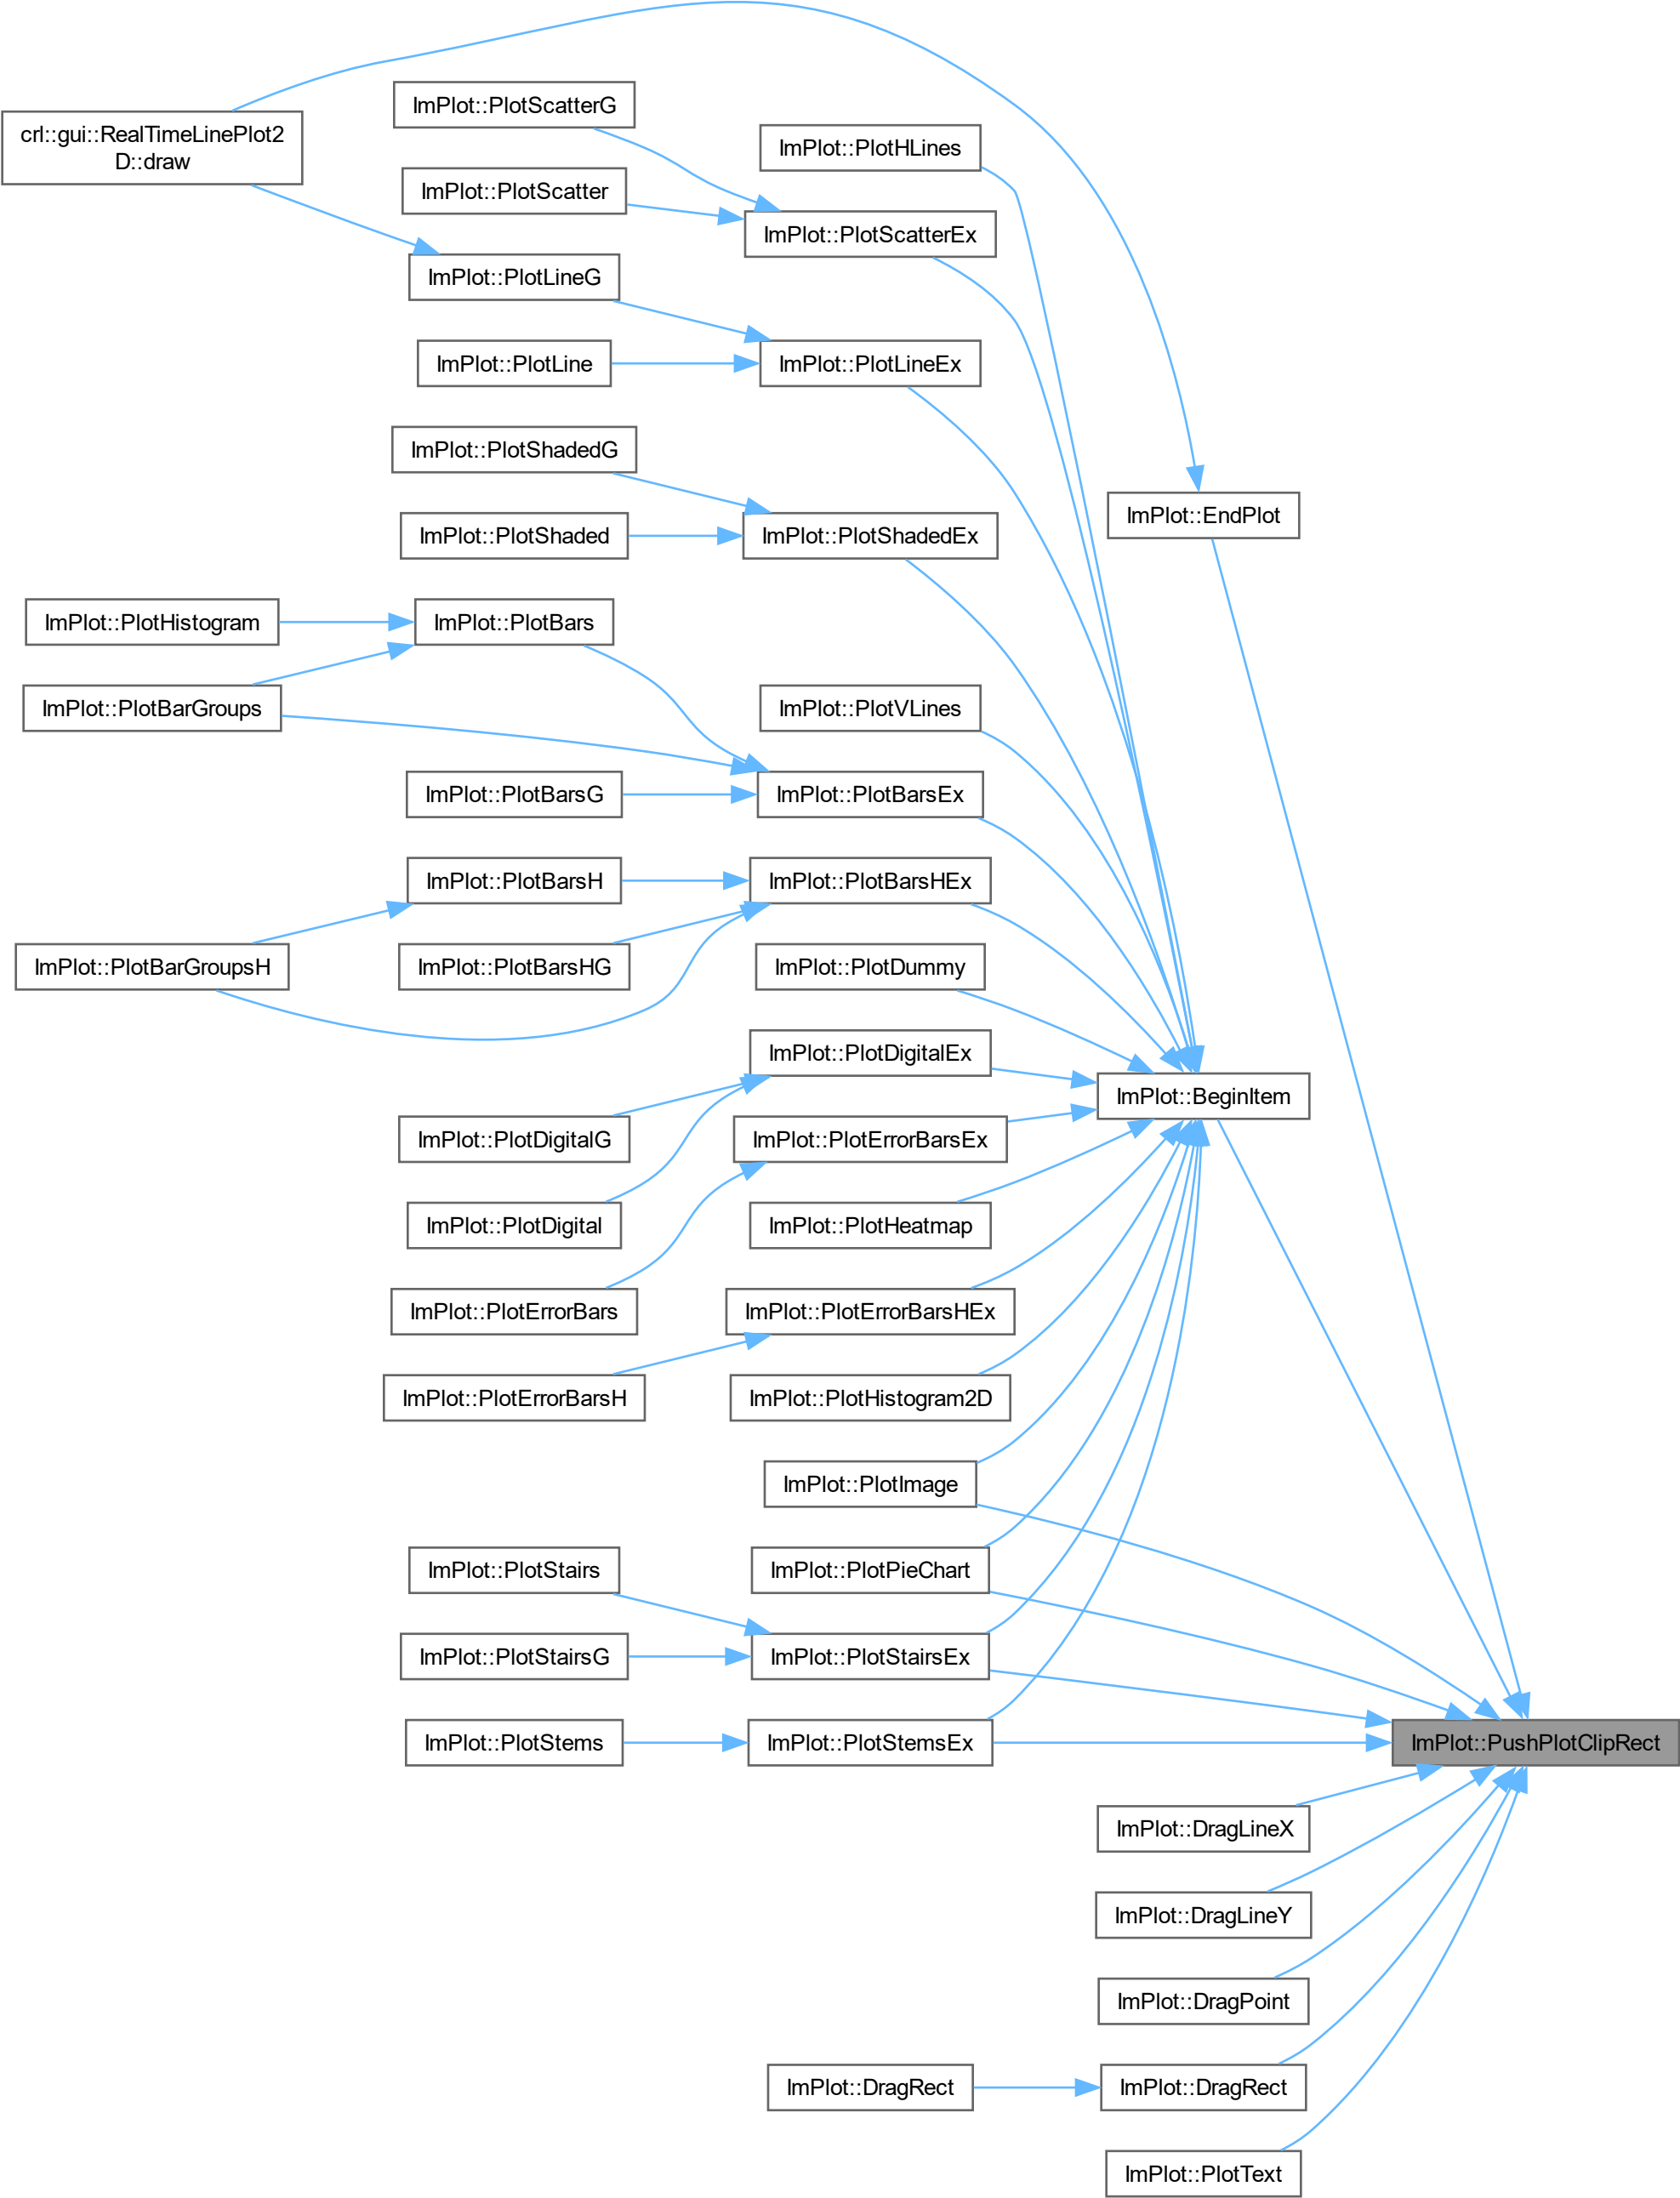 crl::gui::RealTimeLinePlot2
D::draw
ImPlot::PlotScatterG
ImPlot::PlotHLines
ImPlot::PlotScatter
ImPlot::PlotScatterEx
ImPlot::PlotLineG
ImPlot::PlotLine
ImPlot::PlotLineEx
ImPlot::PlotShadedG
ImPlot::EndPlot
ImPlot::PlotShaded
ImPlot::PlotShadedEx
ImPlot::PlotHistogram
ImPlot::PlotBars
ImPlot::PlotBarGroups
ImPlot::PlotVLines
ImPlot::PlotBarsG
ImPlot::PlotBarsEx
ImPlot::PlotBarsH
ImPlot::PlotBarsHEx
ImPlot::PlotBarGroupsH
ImPlot::PlotBarsHG
ImPlot::PlotDummy
ImPlot::PlotDigitalEx
ImPlot::BeginItem
ImPlot::PlotDigitalG
ImPlot::PlotErrorBarsEx
ImPlot::PlotDigital
ImPlot::PlotHeatmap
ImPlot::PlotErrorBars
ImPlot::PlotErrorBarsHEx
ImPlot::PlotErrorBarsH
ImPlot::PlotHistogram2D
ImPlot::PlotImage
ImPlot::PlotStairs
ImPlot::PlotPieChart
ImPlot::PlotStairsG
ImPlot::PlotStairsEx
ImPlot::PlotStems
ImPlot::PlotStemsEx
ImPlot::PushPlotClipRect
ImPlot::DragLineX
ImPlot::DragLineY
ImPlot::DragPoint
ImPlot::DragRect
ImPlot::DragRect
ImPlot::PlotText